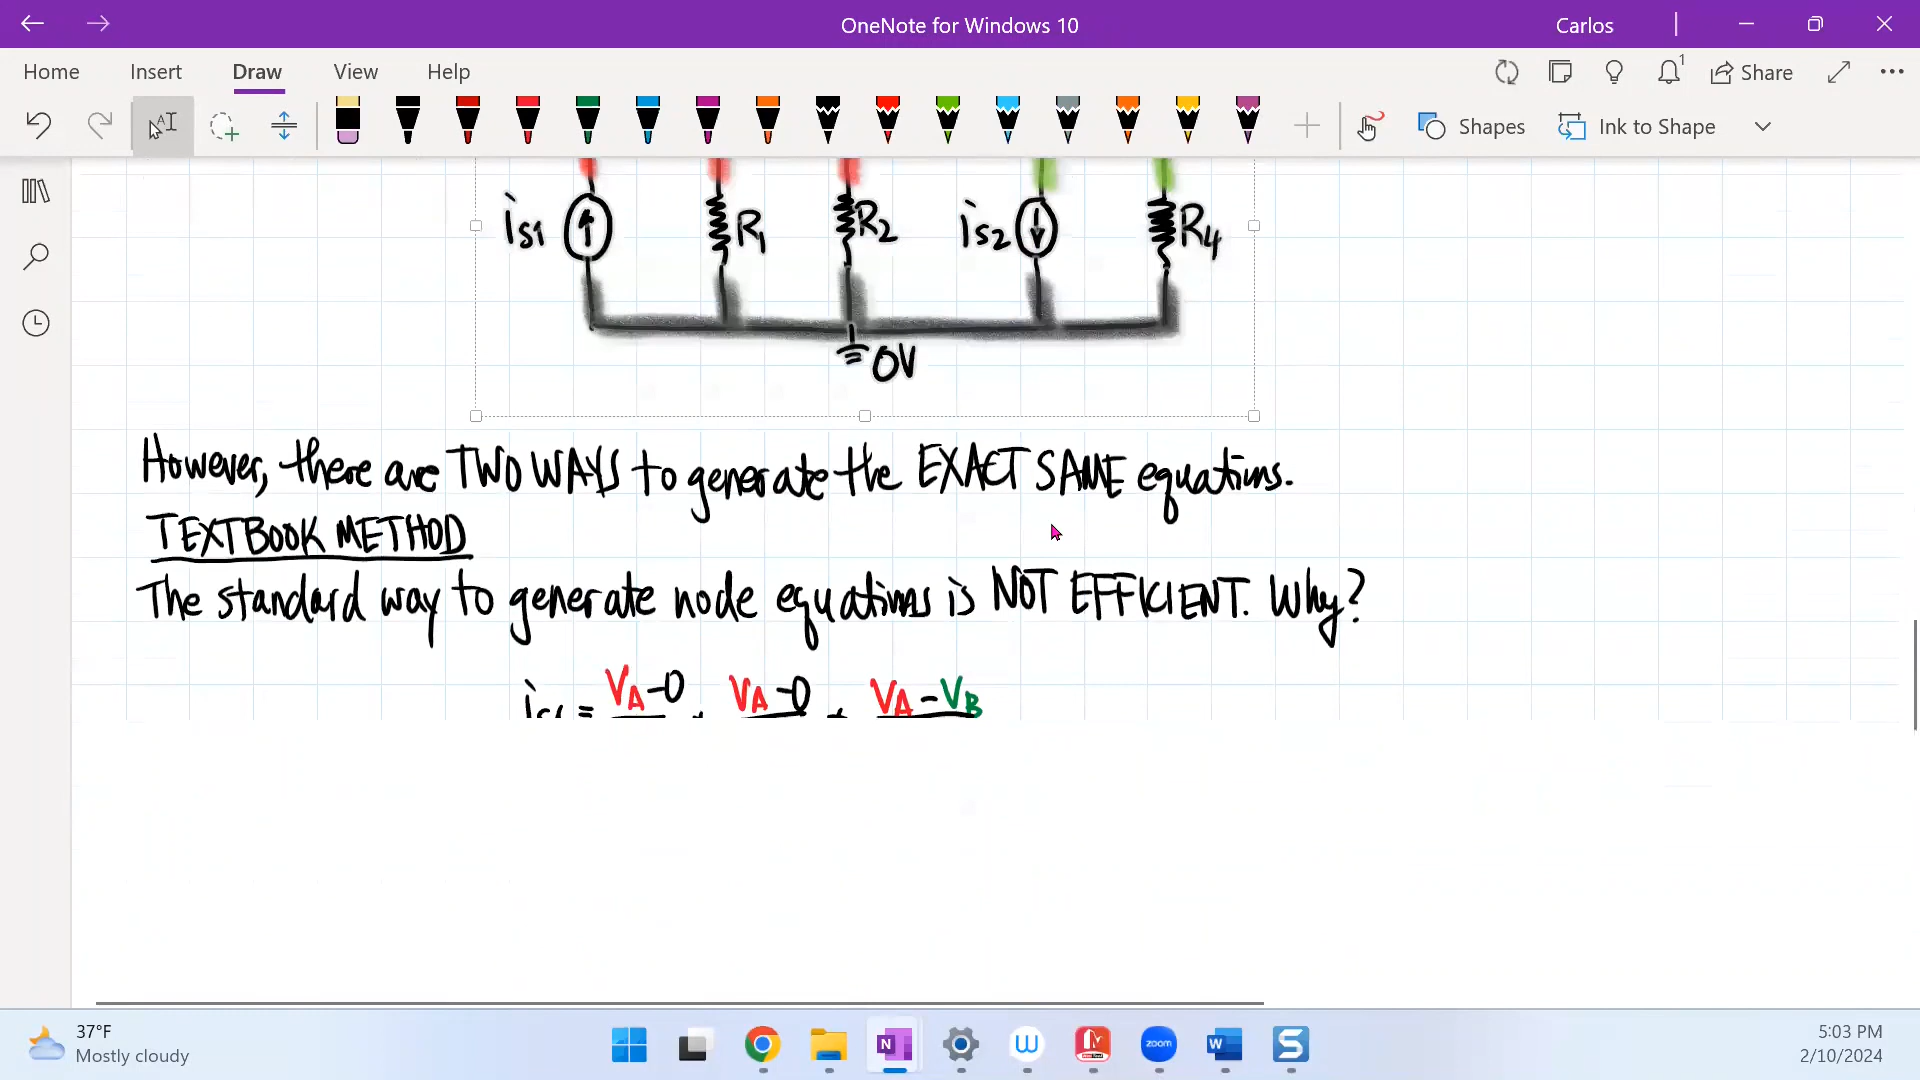 OneNote for Windows 10
Carlos
Home Insert Draw View Help
1
Share
Shapes
Ink to Shape
is1 R1 R2 is2 R4
0V
However, there are TWO WAYS to generate the EXACT SAME equations.
TEXTBOOK METHOD
The standard way to generate node equations is NOT EFFICIENT. Why?
VA-0 VA-0 + VA-VB
is1 =
37°F
Mostly cloudy
zoom
5:03 PM
2/10/2024